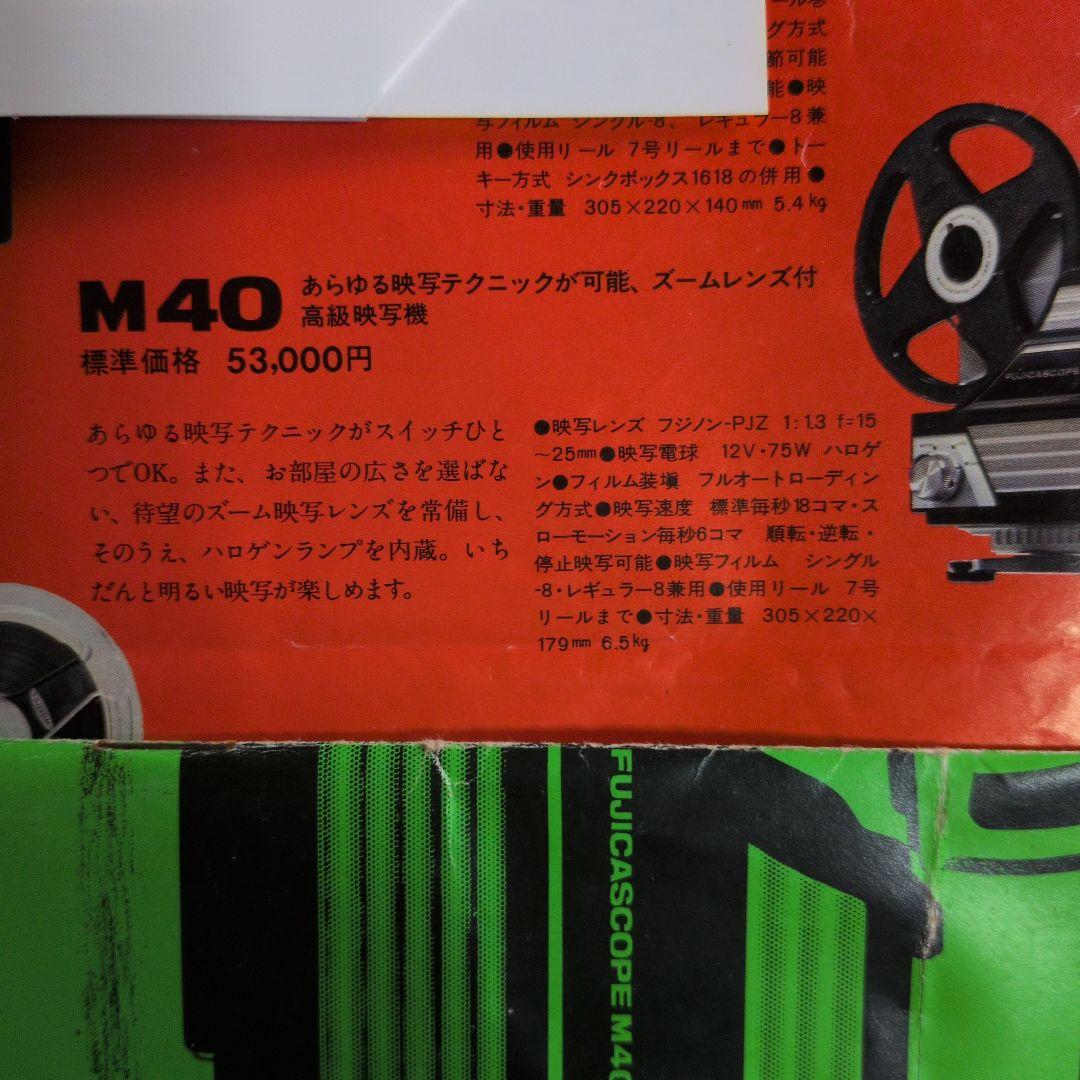 グ方式
節可能
能●映
写フィルム シングル-8、 レギュラー8兼
用●使用リール 7号リールまで●トー
キー方式 シンクボックス1618の併用●
寸法・重量 305×220×140mm 5.4kg
M40
あらゆる映写テクニックが可能、ズームレンズ付
高級映写機
標準価格 53,000円
あらゆる映写テクニックがスイッチひと
つでOK。また、お部屋の広さを選ばな
い、待望のズーム映写レンズを常備し、
そのうえ、ハロゲンランプを内蔵。いち
だんと明るい映写が楽しめます。
●映写レンズ フジノン-PJZ 1:1.3 f=15
～25mm●映写電球 12V・75W ハロゲ
ン●フィルム装塡 フルオートローディン
グ方式●映写速度 標準毎秒18コマ・ス
ローモーション毎秒6コマ 順転・逆転・
停止映写可能●映写フィルム シングル
-8・レギュラー8兼用●使用リール 7号
リールまで●寸法・重量 305×220×
179mm 6.5kg
FUJICASCOPE
FUJICASCOPE M40